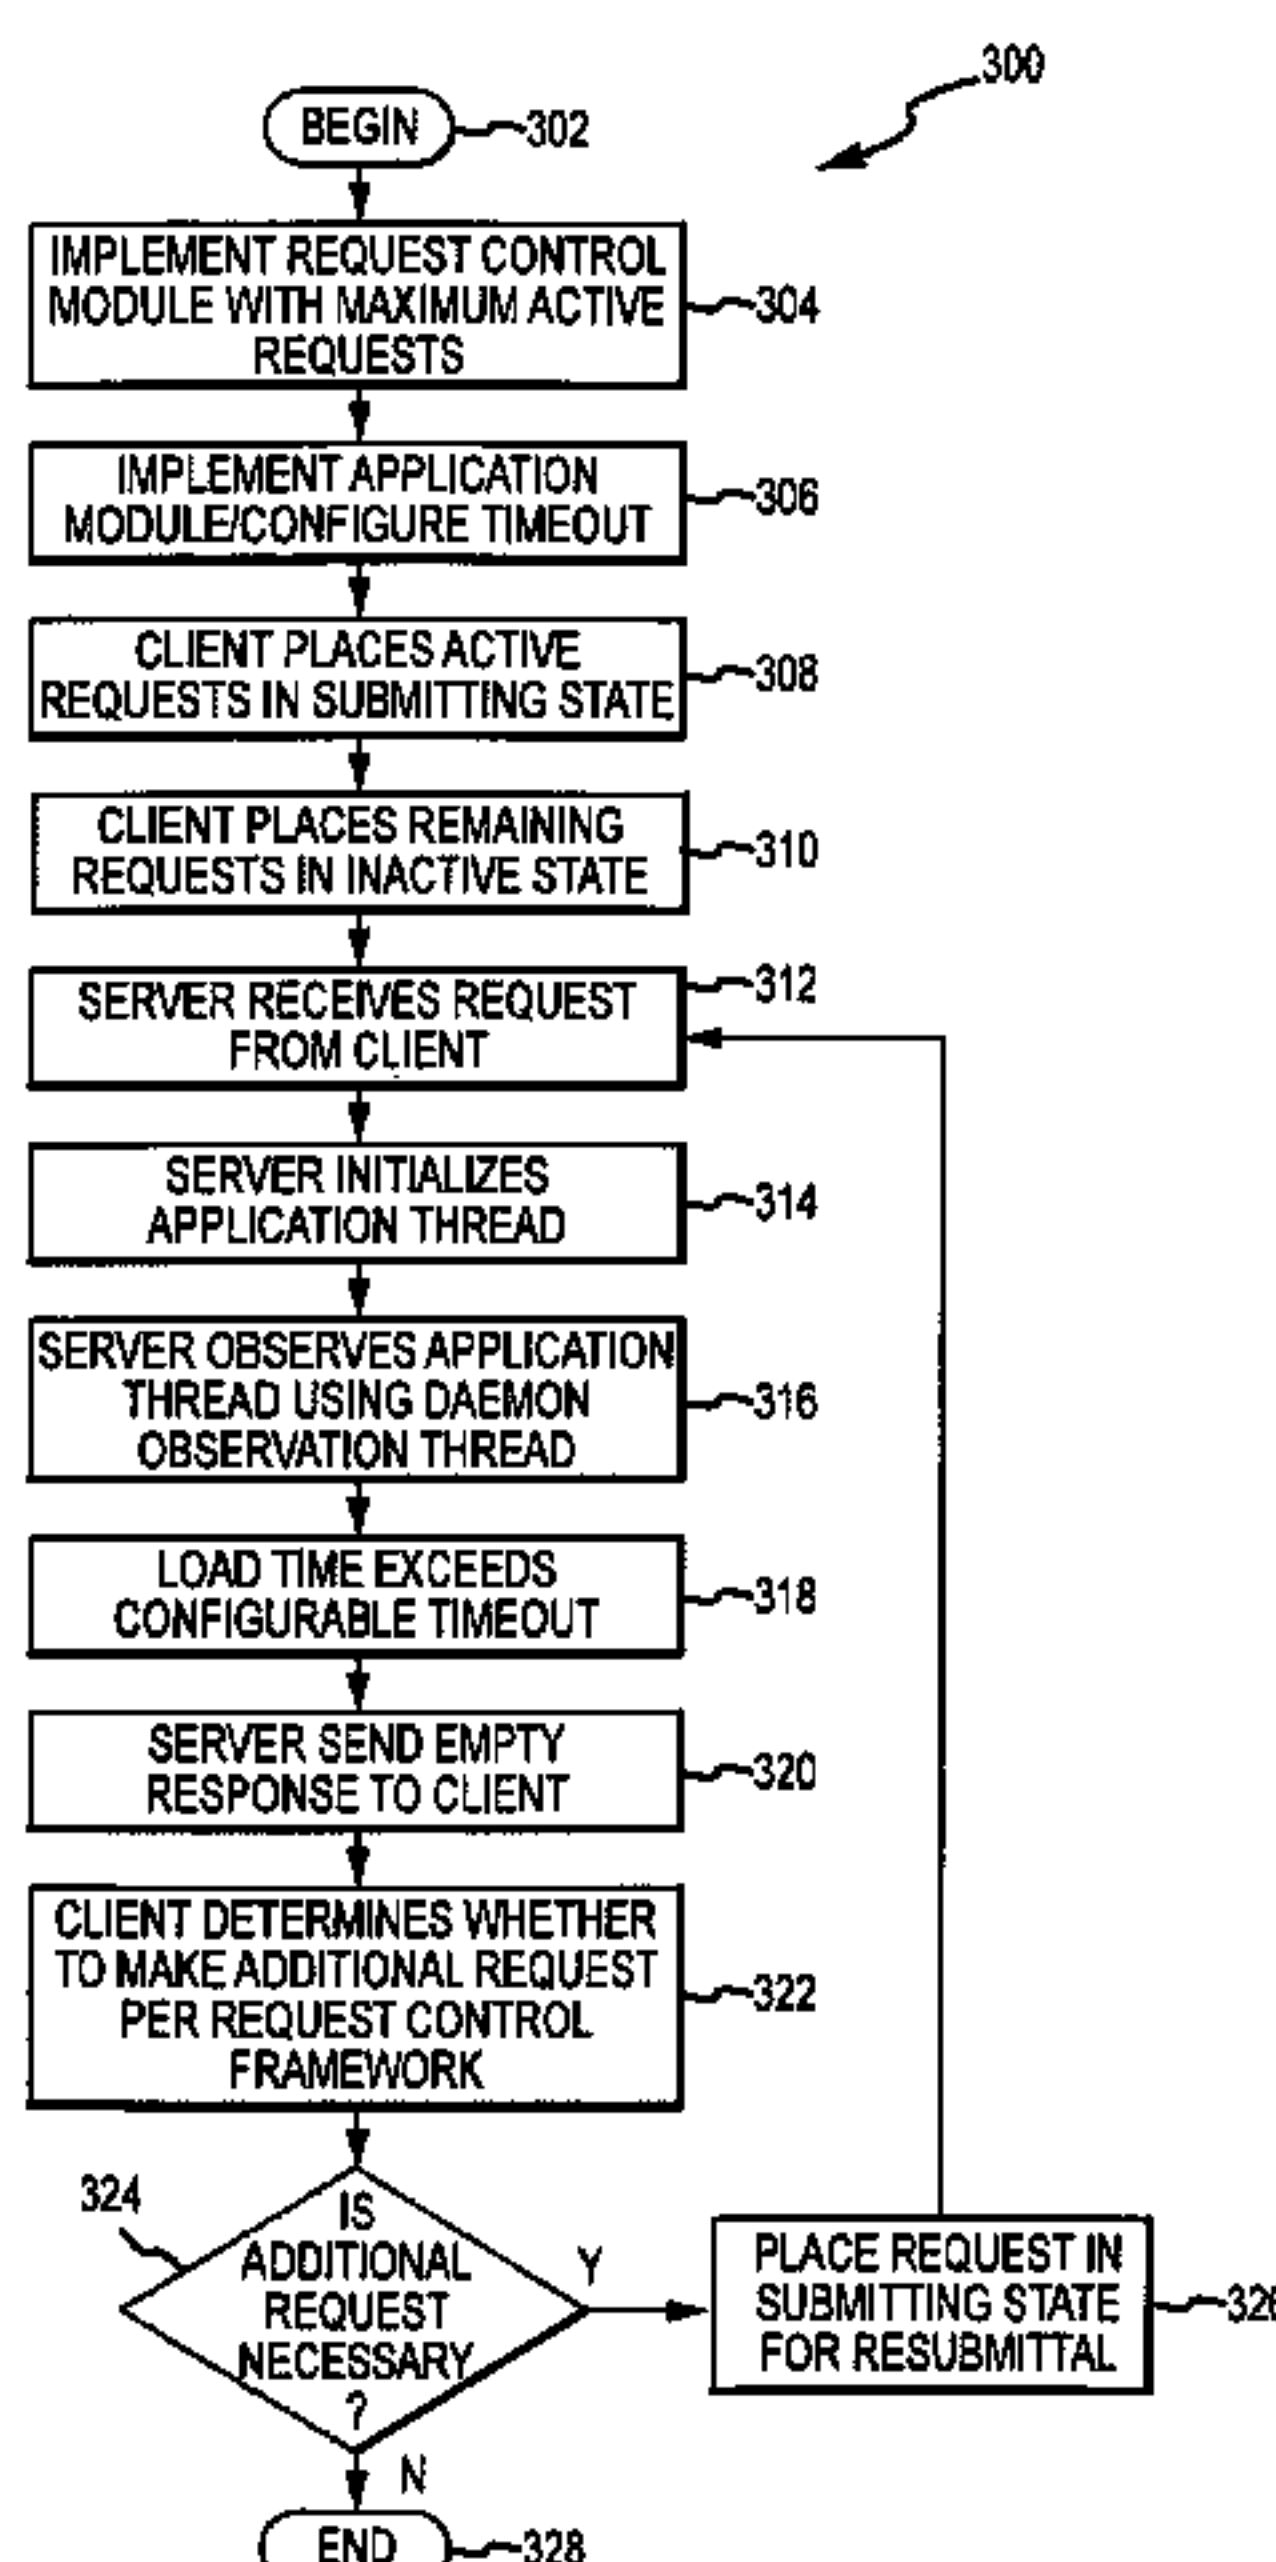 300
BEGIN
302
IMPLEMENT REQUEST CONTROL
MODULE WITH MAXIMUM ACTIVE
REQUESTS
304
IMPLEMENT APPLICATION
MODULE/CONFIGURE TIMEOUT
306
CLIENT PLACES ACTIVE
REQUESTS IN SUBMITTING STATE
308
CLIENT PLACES REMAINING
REQUESTS IN INACTIVE STATE
310
SERVER RECEIVES REQUEST
FROM CLIENT
312
SERVER INITIALIZES
APPLICATION THREAD
314
SERVER OBSERVES APPLICATION
THREAD USING DAEMON
OBSERVATION THREAD
316
LOAD TIME EXCEEDS
CONFIGURABLE TIMEOUT
318
SERVER SEND EMPTY
RESPONSE TO CLIENT
320
CLIENT DETERMINES WHETHER
TO MAKE ADDITIONAL REQUEST
PER REQUEST CONTROL
FRAMEWORK
322
324
IS
ADDITIONAL
REQUEST
NECESSARY
?
Y
PLACE REQUEST IN
SUBMITTING STATE
FOR RESUBMITTAL
N
END
328